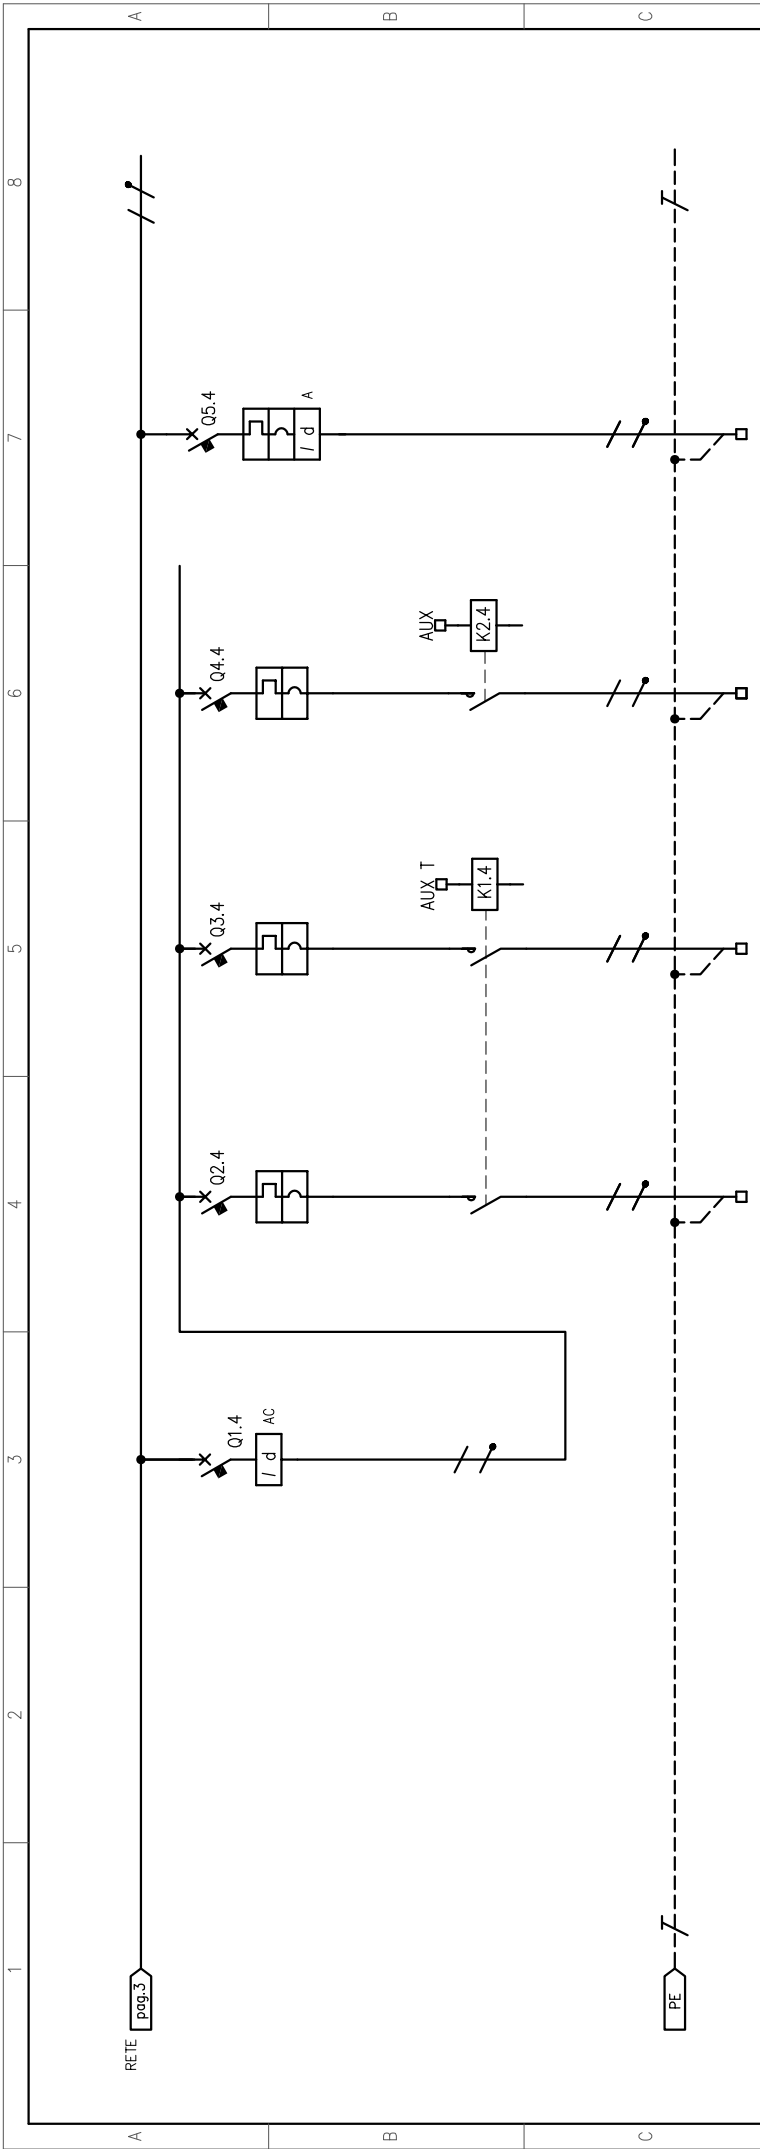 1 2 3 4 5 6 7 8
A
A
RETE pag.3
Q1.4
I d AC
Q2.4
Q3.4
Q4.4
Q5.4
I d A
B
B
AUX T
K1.4
AUX
K2.4
C
C
PE